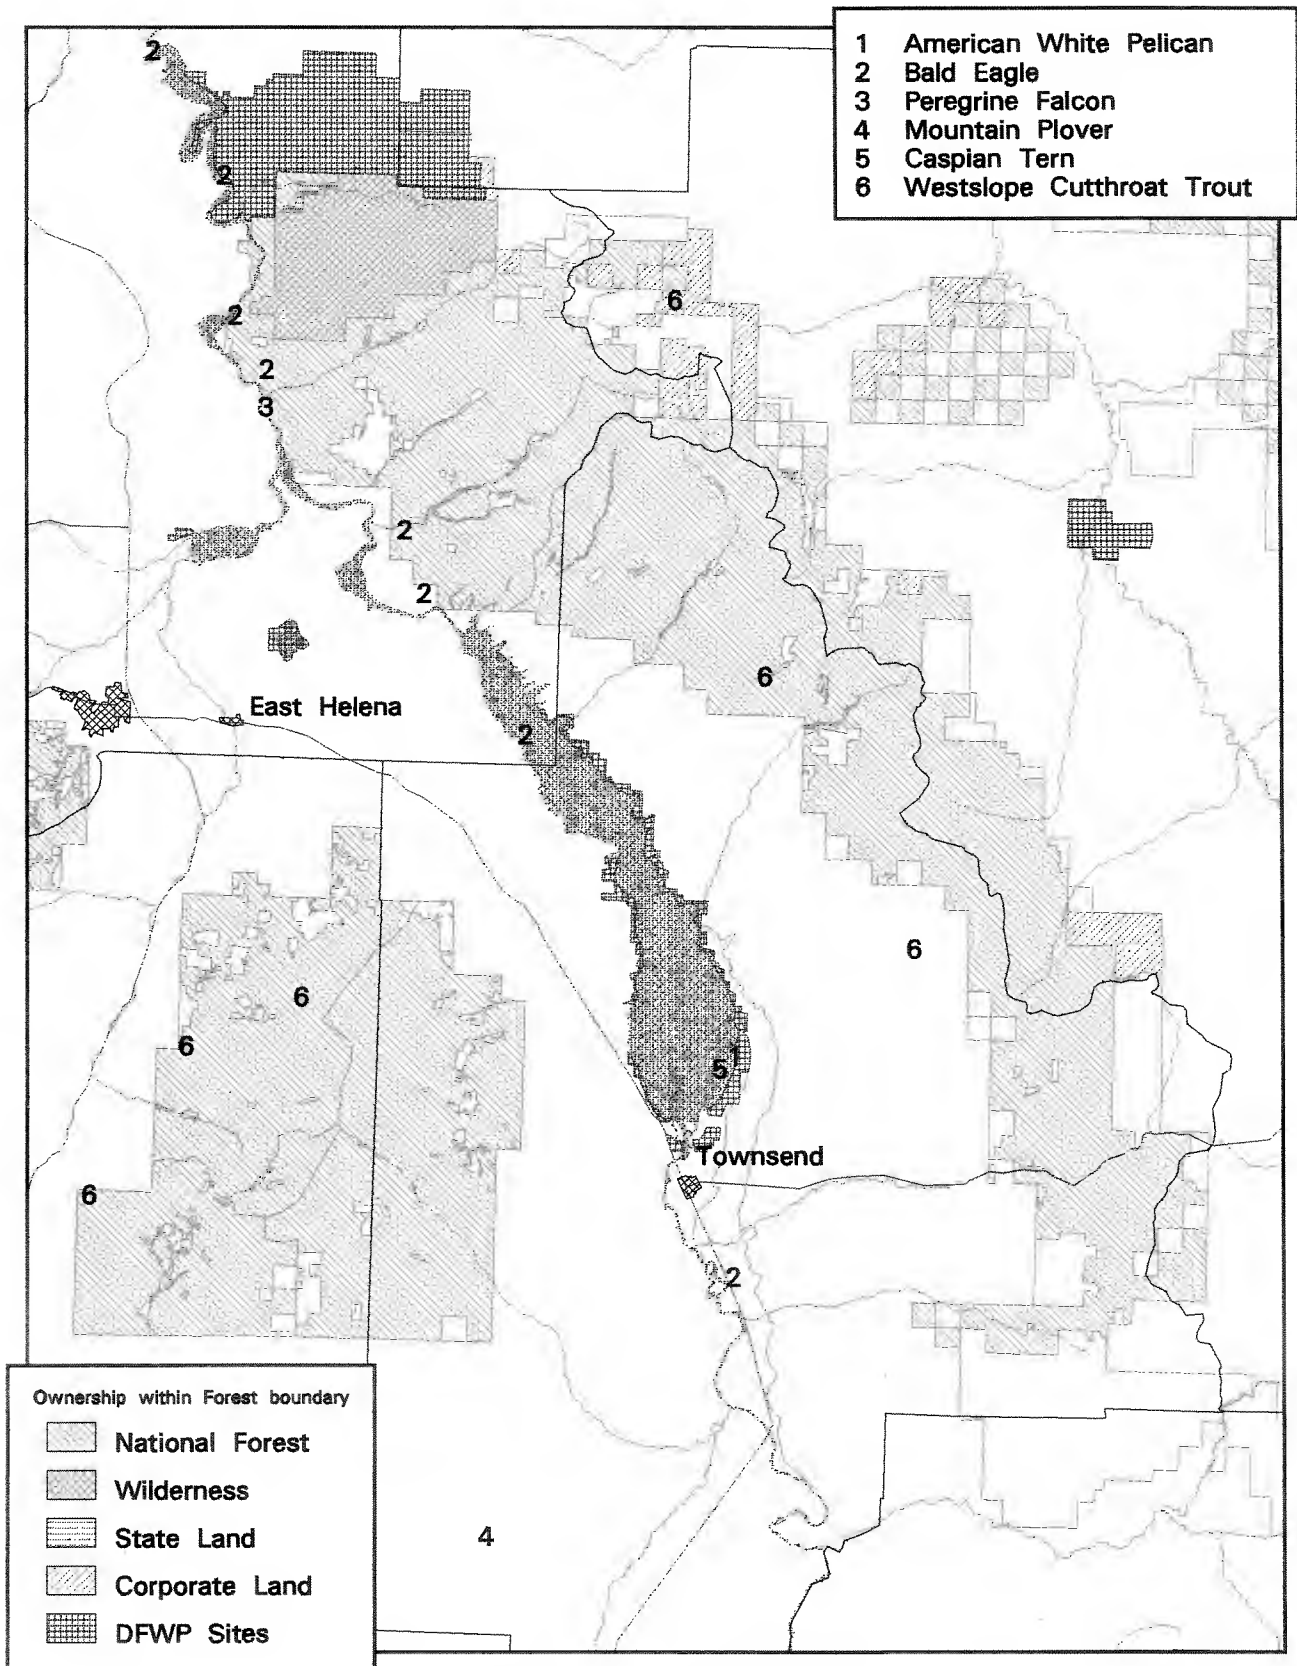 1 American White Pelican
2 Bald Eagle
3 Peregrine Falcon
4 Mountain Plover
5 Caspian Tern
6 Westslope Cutthroat Trout
2
2
6
2
2
3
2
2
6
East Helena
2
6
6
6
1
5
Townsend
6
2
4
Ownership within Forest boundary
National Forest
Wilderness
State Land
Corporate Land
DFWP Sites